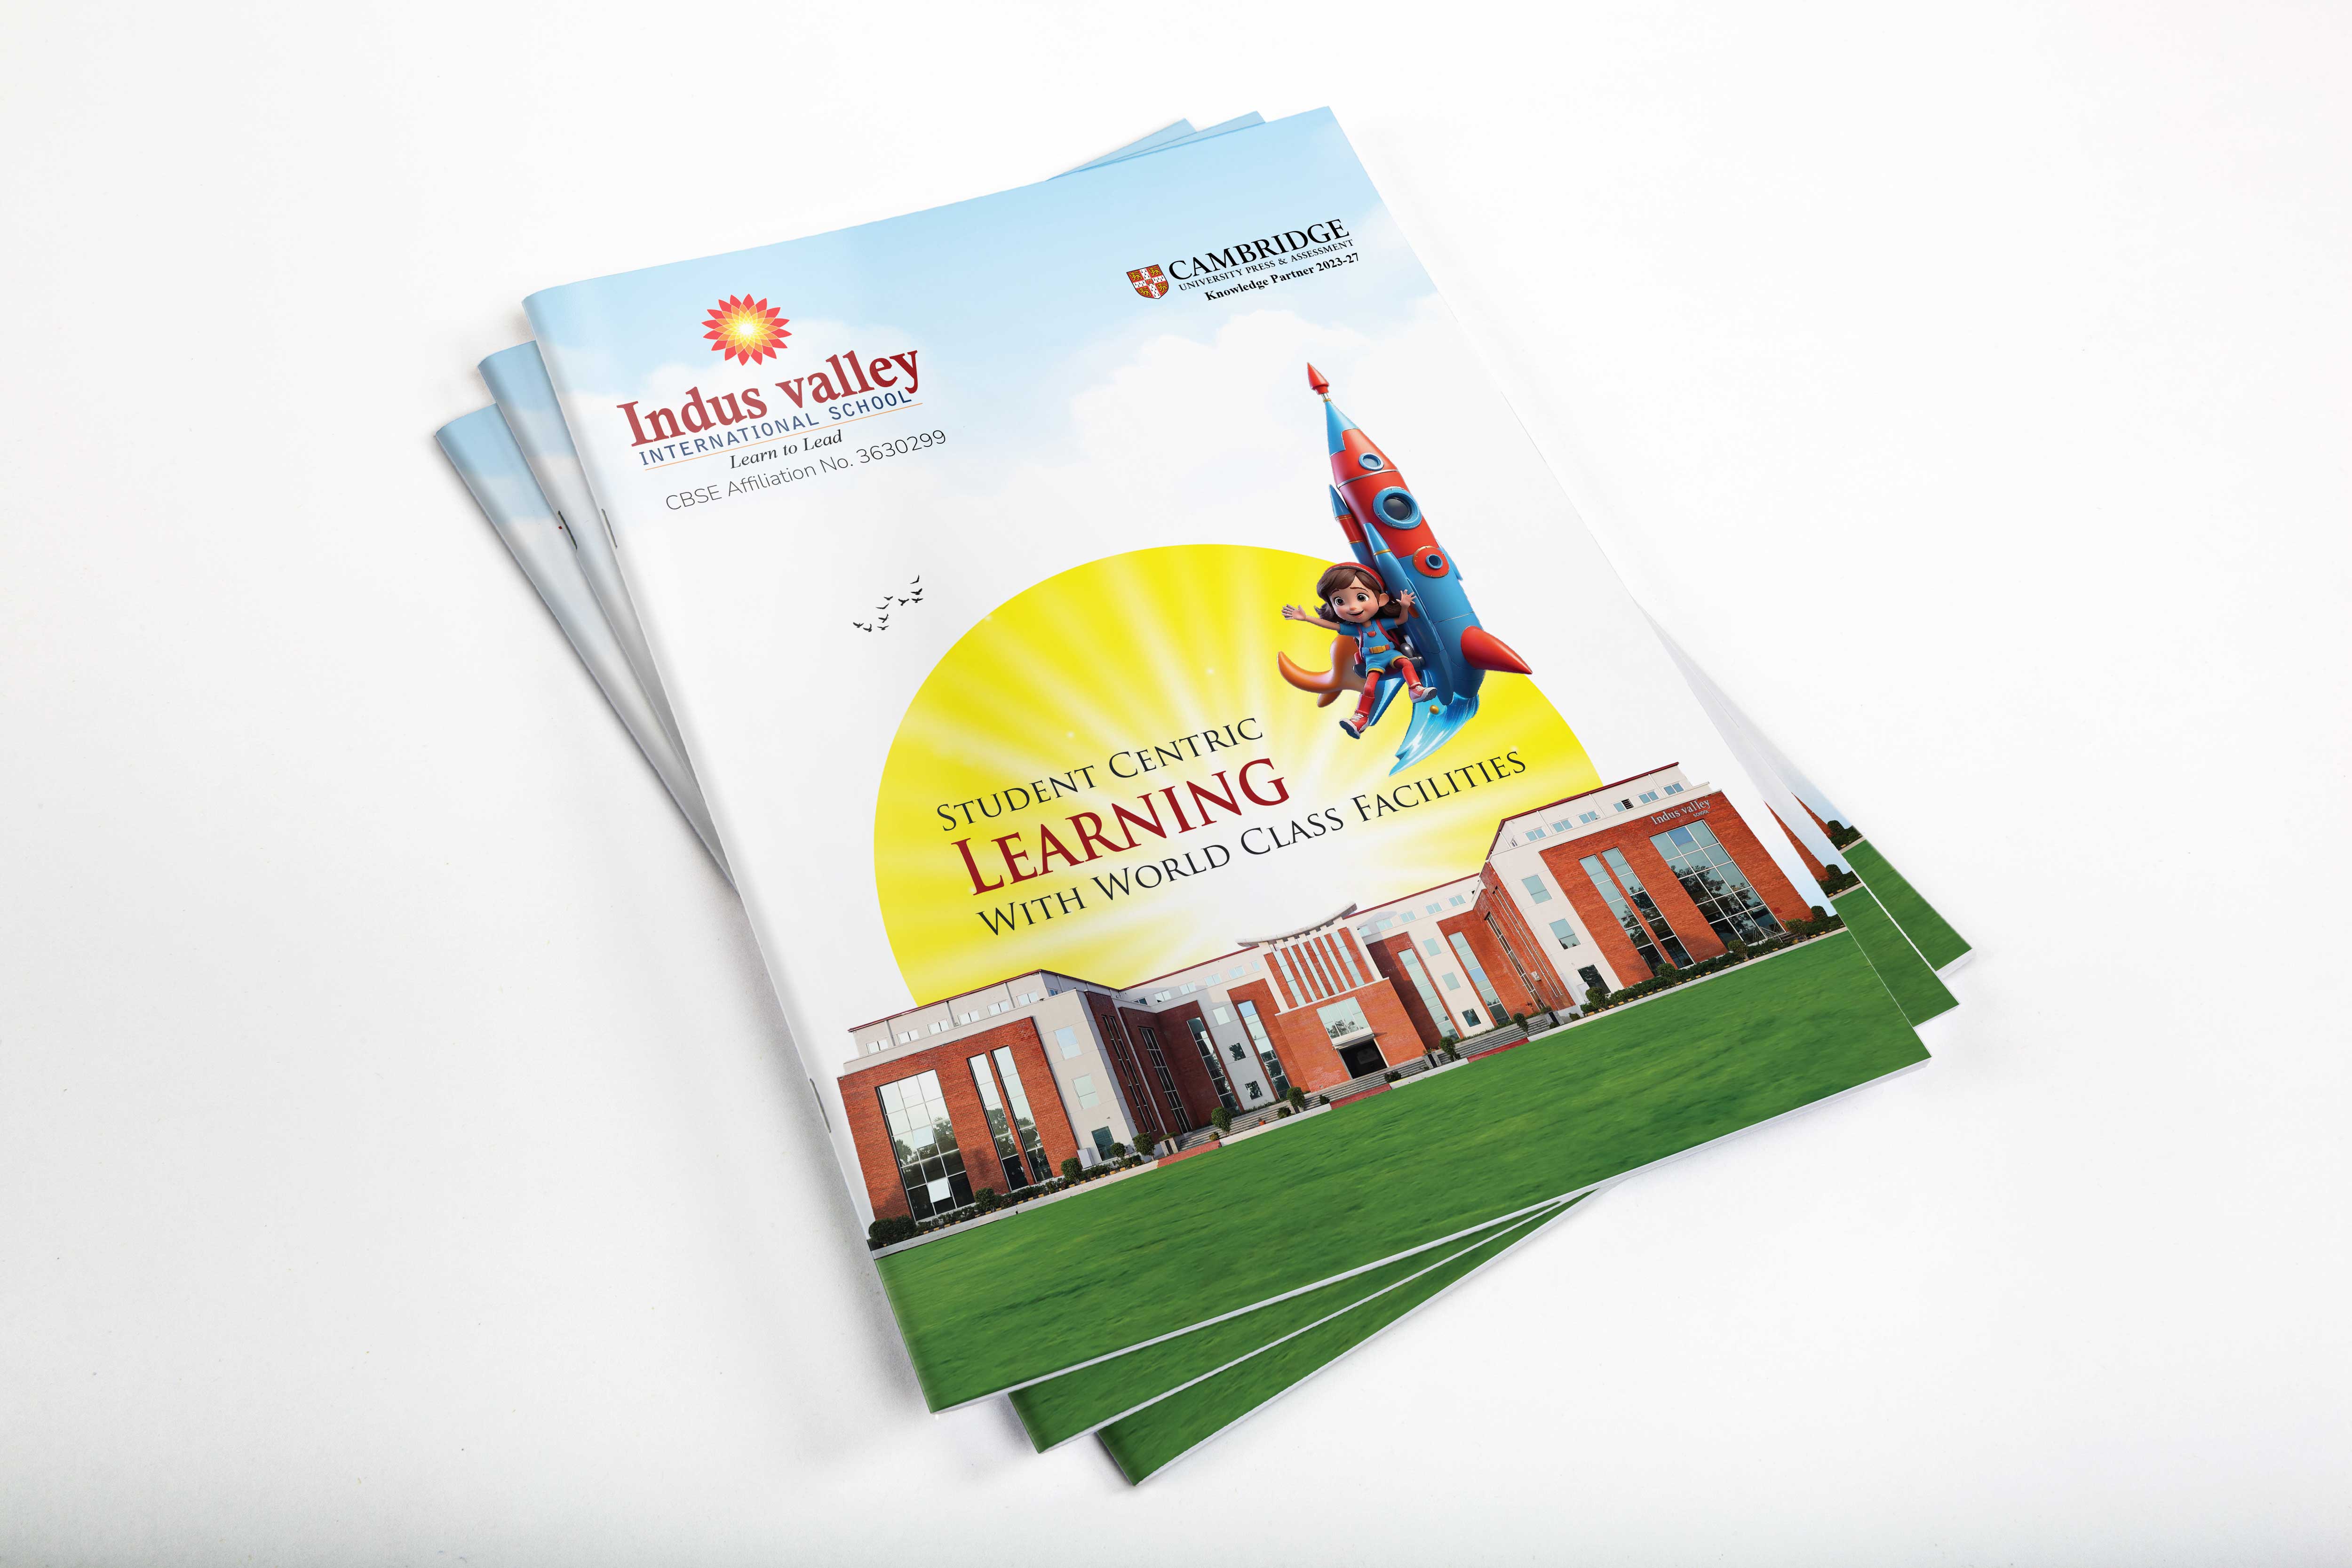 CAMBRIDGE
UNIVERSITY PRESS & ASSESSMENT
Knowledge Partner 2023-27
Indus valley
INTERNATIONAL SCHOOL
Learn to Lead
CBSE Affiliation No. 3630299
STUDENT CENTRIC
LEARNING
WITH WORLD CLASS FACILITIES
Indus valley
SCHOOL